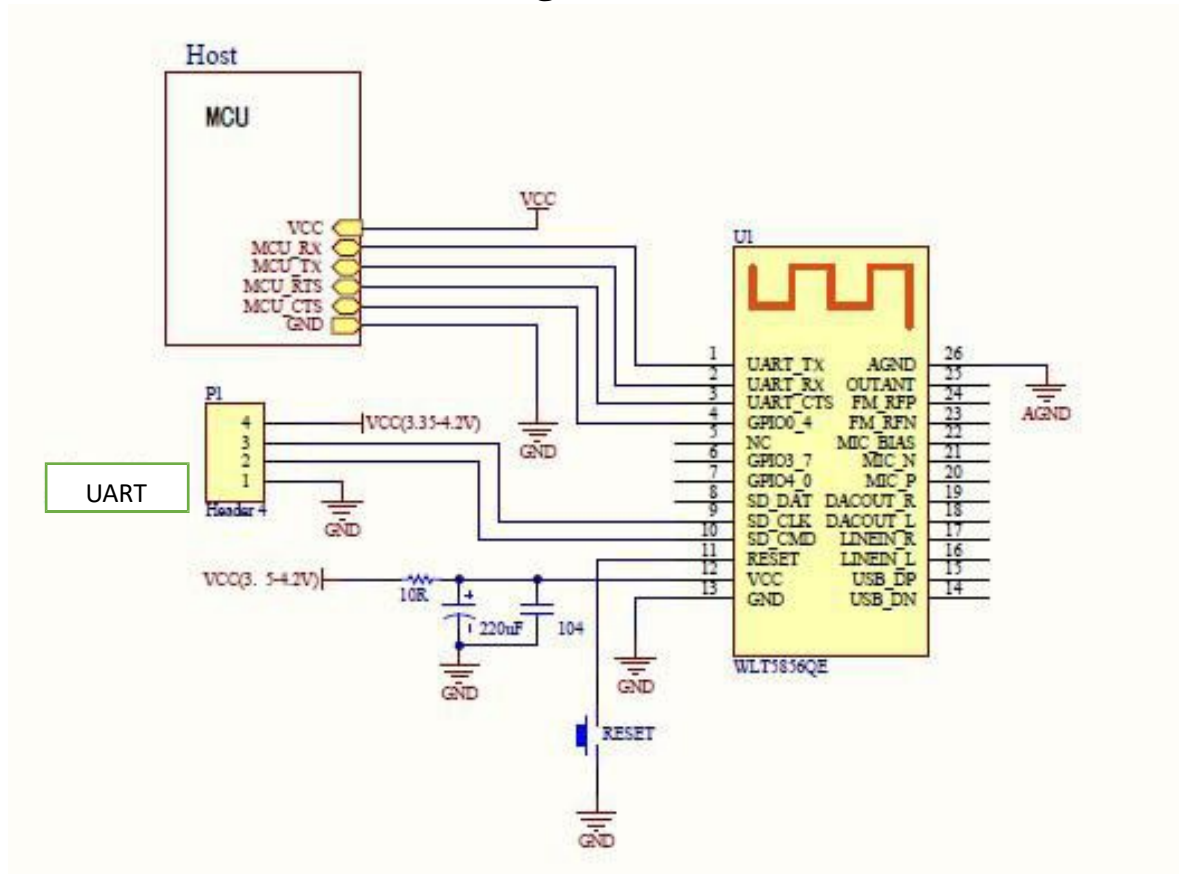 Host
MCU
VCC
MCU_RX
MCU_TX
MCU_RTS
MCU_CTS
GND
VCC
GND
P1
4
3
2
1
Header 4
UART
VCC(3.35-4.2V)
GND
VCC(3. 5-4.2V)
10R
220uF
104
GND
GND
RESET
GND
U1
1 UART_TX AGND 26
2 UART_RX OUTANT 25
3 UART_CTS FM_RFP 24
4 GPIO0_4 FM_RFN 23
5 NC MIC_BIAS 22
6 GPIO3_7 MIC_N 21
7 GPIO4_0 MIC_P 20
8 SD_DAT DACOUT_R 19
9 SD_CLK DACOUT_L 18
10 SD_CMD LINEIN_R 17
11 RESET LINEIN_L 16
12 VCC USB_DP 15
13 GND USB_DN 14
WLT5856QE
AGND